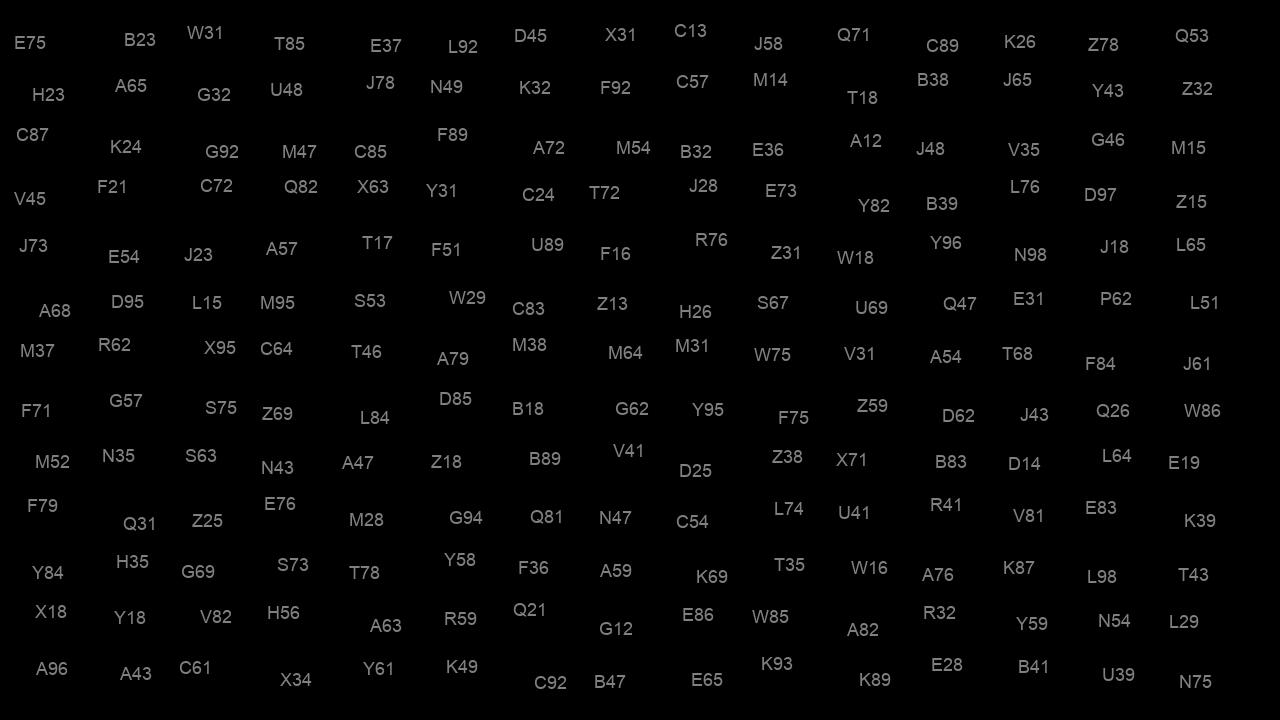 E75 B23 W31 T85 E37 L92 D45 X31 C13 J58 Q71 C89 K26 Z78 Q53
H23 A65 G32 U48 J78 N49 K32 F92 C57 M14 T18 B38 J65 Y43 Z32
C87 K24 G92 M47 C85 F89 A72 M54 B32 E36 A12 J48 V35 G46 M15
V45 F21 C72 Q82 X63 Y31 C24 T72 J28 E73 Y82 B39 L76 D97 Z15
J73 E54 J23 A57 T17 F51 U89 F16 R76 Z31 W18 Y96 N98 J18 L65
A68 D95 L15 M95 S53 W29 C83 Z13 H26 S67 U69 Q47 E31 P62 L51
M37 R62 X95 C64 T46 A79 M38 M64 M31 W75 V31 A54 T68 F84 J61
F71 G57 S75 Z69 L84 D85 B18 G62 Y95 F75 Z59 D62 J43 Q26 W86
M52 N35 S63 N43 A47 Z18 B89 V41 D25 Z38 X71 B83 D14 L64 E19
F79 Q31 Z25 E76 M28 G94 Q81 N47 C54 L74 U41 R41 V81 E83 K39
Y84 H35 G69 S73 T78 Y58 F36 A59 K69 T35 W16 A76 K87 L98 T43
X18 Y18 V82 H56 A63 R59 Q21 G12 E86 W85 A82 R32 Y59 N54 L29
A96 A43 C61 X34 Y61 K49 C92 B47 E65 K93 K89 E28 B41 U39 N75